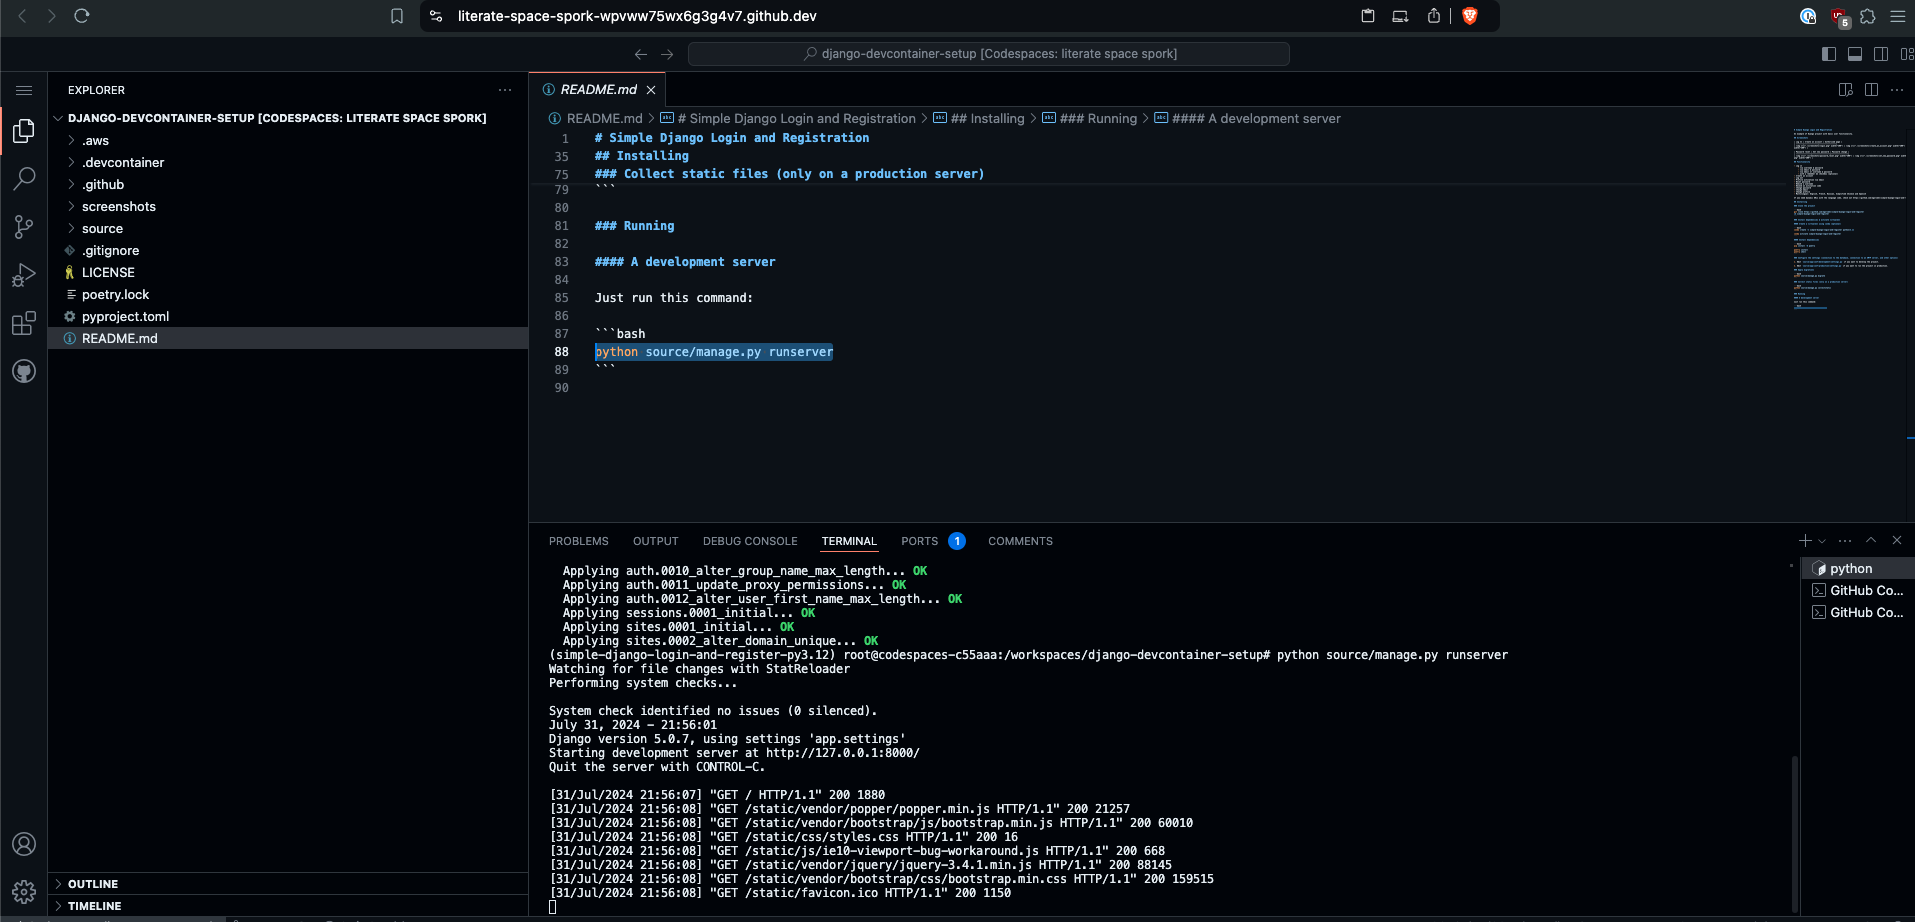 literate-space-spork-wpvww75wx6g3g4v7.github.dev
5
django-devcontainer-setup [Codespaces: literate space spork]
EXPLORER
DJANGO-DEVCONTAINER-SETUP [CODESPACES: LITERATE SPACE SPORK]
.aws
.devcontainer
.github
screenshots
source
.gitignore
LICENSE
poetry.lock
pyproject.toml
README.md
OUTLINE
TIMELINE
README.md
README.md > # Simple Django Login and Registration > ## Installing > ### Running > #### A development server
1 # Simple Django Login and Registration
35 ## Installing
75 ### Collect static files (only on a production server)
79 ```
80
81 ### Running
82
83 #### A development server
84
85 Just run this command:
86
87 ```bash
88 python source/manage.py runserver
89 ```
90
PROBLEMS OUTPUT DEBUG CONSOLE TERMINAL PORTS 1 COMMENTS
Applying auth.0010_alter_group_name_max_length... OK
Applying auth.0011_update_proxy_permissions... OK
Applying auth.0012_alter_user_first_name_max_length... OK
Applying sessions.0001_initial... OK
Applying sites.0001_initial... OK
Applying sites.0002_alter_domain_unique... OK
(simple-django-login-and-register-py3.12) root@codespaces-c55aaa:/workspaces/django-devcontainer-setup# python source/manage.py runserver
Watching for file changes with StatReloader
Performing system checks...
System check identified no issues (0 silenced).
July 31, 2024 - 21:56:01
Django version 5.0.7, using settings 'app.settings'
Starting development server at http://127.0.0.1:8000/
Quit the server with CONTROL-C.
[31/Jul/2024 21:56:07] "GET / HTTP/1.1" 200 1880
[31/Jul/2024 21:56:08] "GET /static/vendor/popper/popper.min.js HTTP/1.1" 200 21257
[31/Jul/2024 21:56:08] "GET /static/vendor/bootstrap/js/bootstrap.min.js HTTP/1.1" 200 60010
[31/Jul/2024 21:56:08] "GET /static/css/styles.css HTTP/1.1" 200 16
[31/Jul/2024 21:56:08] "GET /static/js/ie10-viewport-bug-workaround.js HTTP/1.1" 200 668
[31/Jul/2024 21:56:08] "GET /static/vendor/jquery/jquery-3.4.1.min.js HTTP/1.1" 200 88145
[31/Jul/2024 21:56:08] "GET /static/vendor/bootstrap/css/bootstrap.min.css HTTP/1.1" 200 159515
[31/Jul/2024 21:56:08] "GET /static/favicon.ico HTTP/1.1" 200 1150
python
GitHub Co...
GitHub Co...